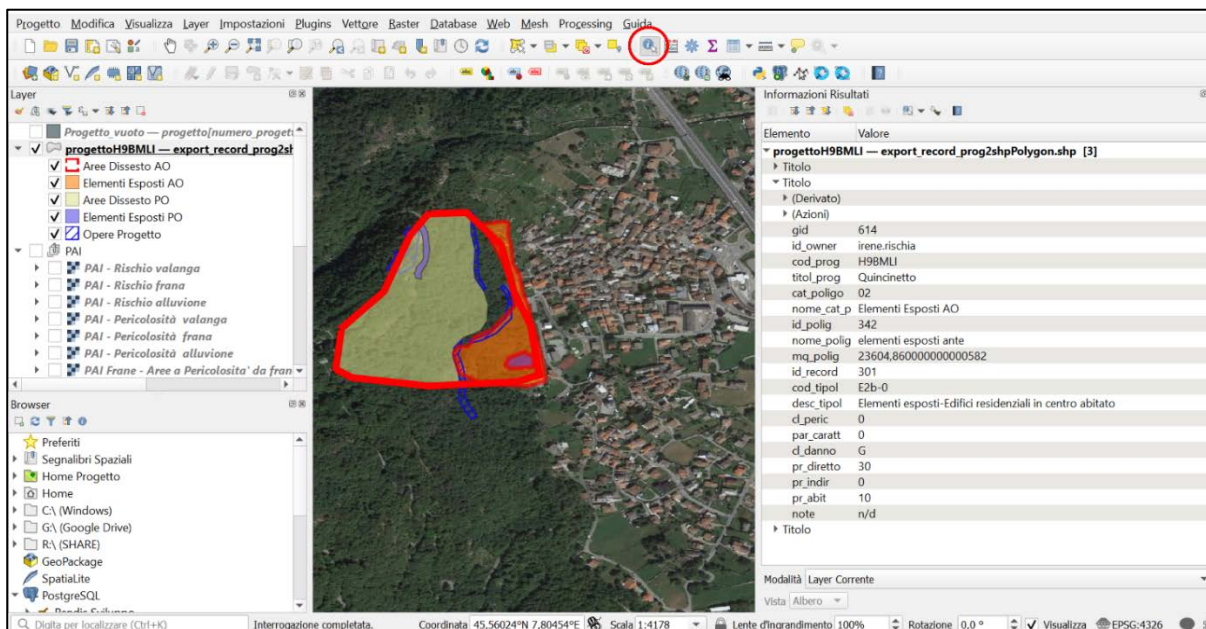 Progetto Modifica Visualizza Layer Impostazioni Plugins Vettore Raster Database Web Mesh Processing Guida
Layer
Progetto_vuoto — progetto[numero_progett
progettoH9BMLI — export_record_prog2sh
Aree Dissesto AO
Elementi Esposti AO
Aree Dissesto PO
Elementi Esposti PO
Opere Progetto
PAI
PAI - Rischio valanga
PAI - Rischio frana
PAI - Rischio alluvione
PAI - Pericolosità valanga
PAI - Pericolosità frana
PAI - Pericolosità alluvione
PAI Frane - Aree a Pericolosita' da fran
Browser
Preferiti
Segnalibri Spaziali
Home Progetto
Home
C:\ (Windows)
G:\ (Google Drive)
R:\ (SHARE)
GeoPackage
SpatiaLite
PostgreSQL
Rendis Sviluppo
Informazioni Risultati
Elemento Valore
progettoH9BMLI — export_record_prog2shpPolygon.shp [3]
Titolo
Titolo
(Derivato)
(Azioni)
gid 614
id_owner irene.rischia
cod_prog H9BMLI
titol_prog Quincinetto
cat_poligo 02
nome_cat_p Elementi Esposti AO
id_polig 342
nome_polig elementi esposti ante
mq_polig 23604,860000000000582
id_record 301
cod_tipol E2b-0
desc_tipol Elementi esposti-Edifici residenziali in centro abitato
cl_peric 0
par_caratt 0
cl_danno G
pr_diretto 30
pr_indir 0
pr_abit 10
note n/d
Titolo
Modalità Layer Corrente
Vista Albero
Digita per localizzare (Ctrl+K) Interrogazione completata. Coordinata 45,56024°N 7,80454°E Scala 1:4178 Lente d'ingrandimento 100% Rotazione 0,0 ° Visualizza EPSG:4326